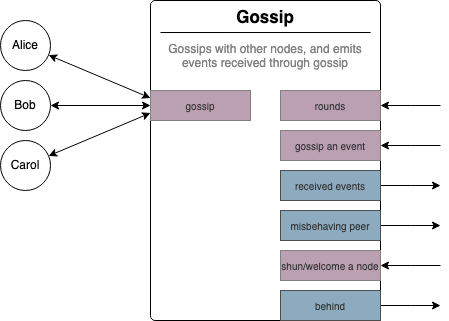 Gossip
Gossips with other nodes, and emits
events received through gossip
Alice
Bob
Carol
gossip
rounds
gossip an event
received events
misbehaving peer
shun/welcome a node
behind